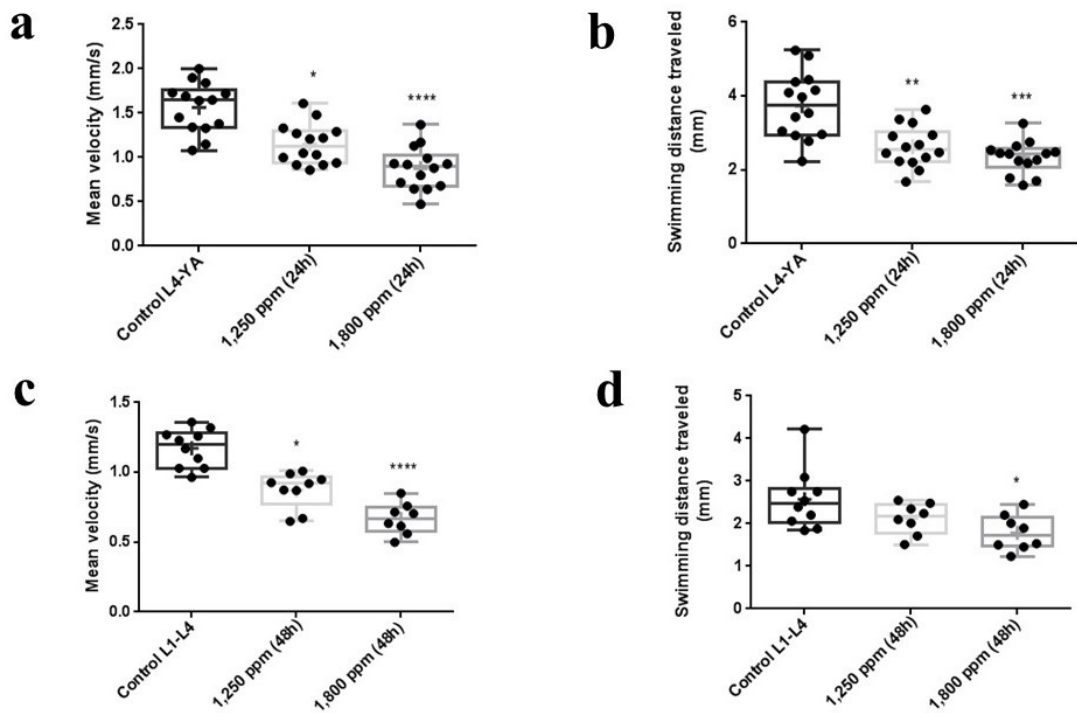 a
Mean velocity (mm/s)
2.5
2.0
1.5
1.0
0.5
0.0
*
****
Control L4-YA
1,250 ppm (24h)
1,800 ppm (24h)
b
Swimming distance traveled
(mm)
6
4
2
0
**
***
Control L4-YA
1,250 ppm (24h)
1,800 ppm (24h)
c
Mean velocity (mm/s)
1.5
1.0
0.5
0.0
*
****
Control L1-L4
1,250 ppm (48h)
1,800 ppm (48h)
d
Swimming distance traveled
(mm)
5
4
3
2
1
0
*
Control L1-L4
1,250 ppm (48h)
1,800 ppm (48h)